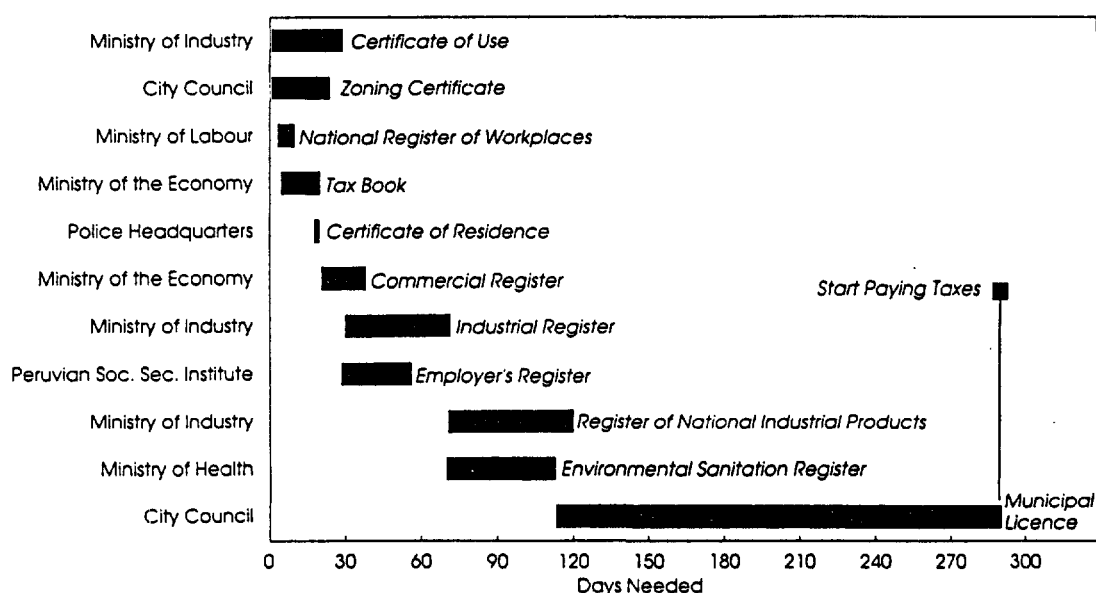 Ministry of Industry Certificate of Use
City Council Zoning Certificate
Ministry of Labour National Register of Workplaces
Ministry of the Economy Tax Book
Police Headquarters Certificate of Residence
Ministry of the Economy Commercial Register
Start Paying Taxes
Ministry of Industry Industrial Register
Peruvian Soc. Sec. Institute Employer's Register
Ministry of Industry Register of National Industrial Products
Ministry of Health Environmental Sanitation Register
City Council Municipal
Licence
0 30 60 90 120 150 180 210 240 270 300
Days Needed